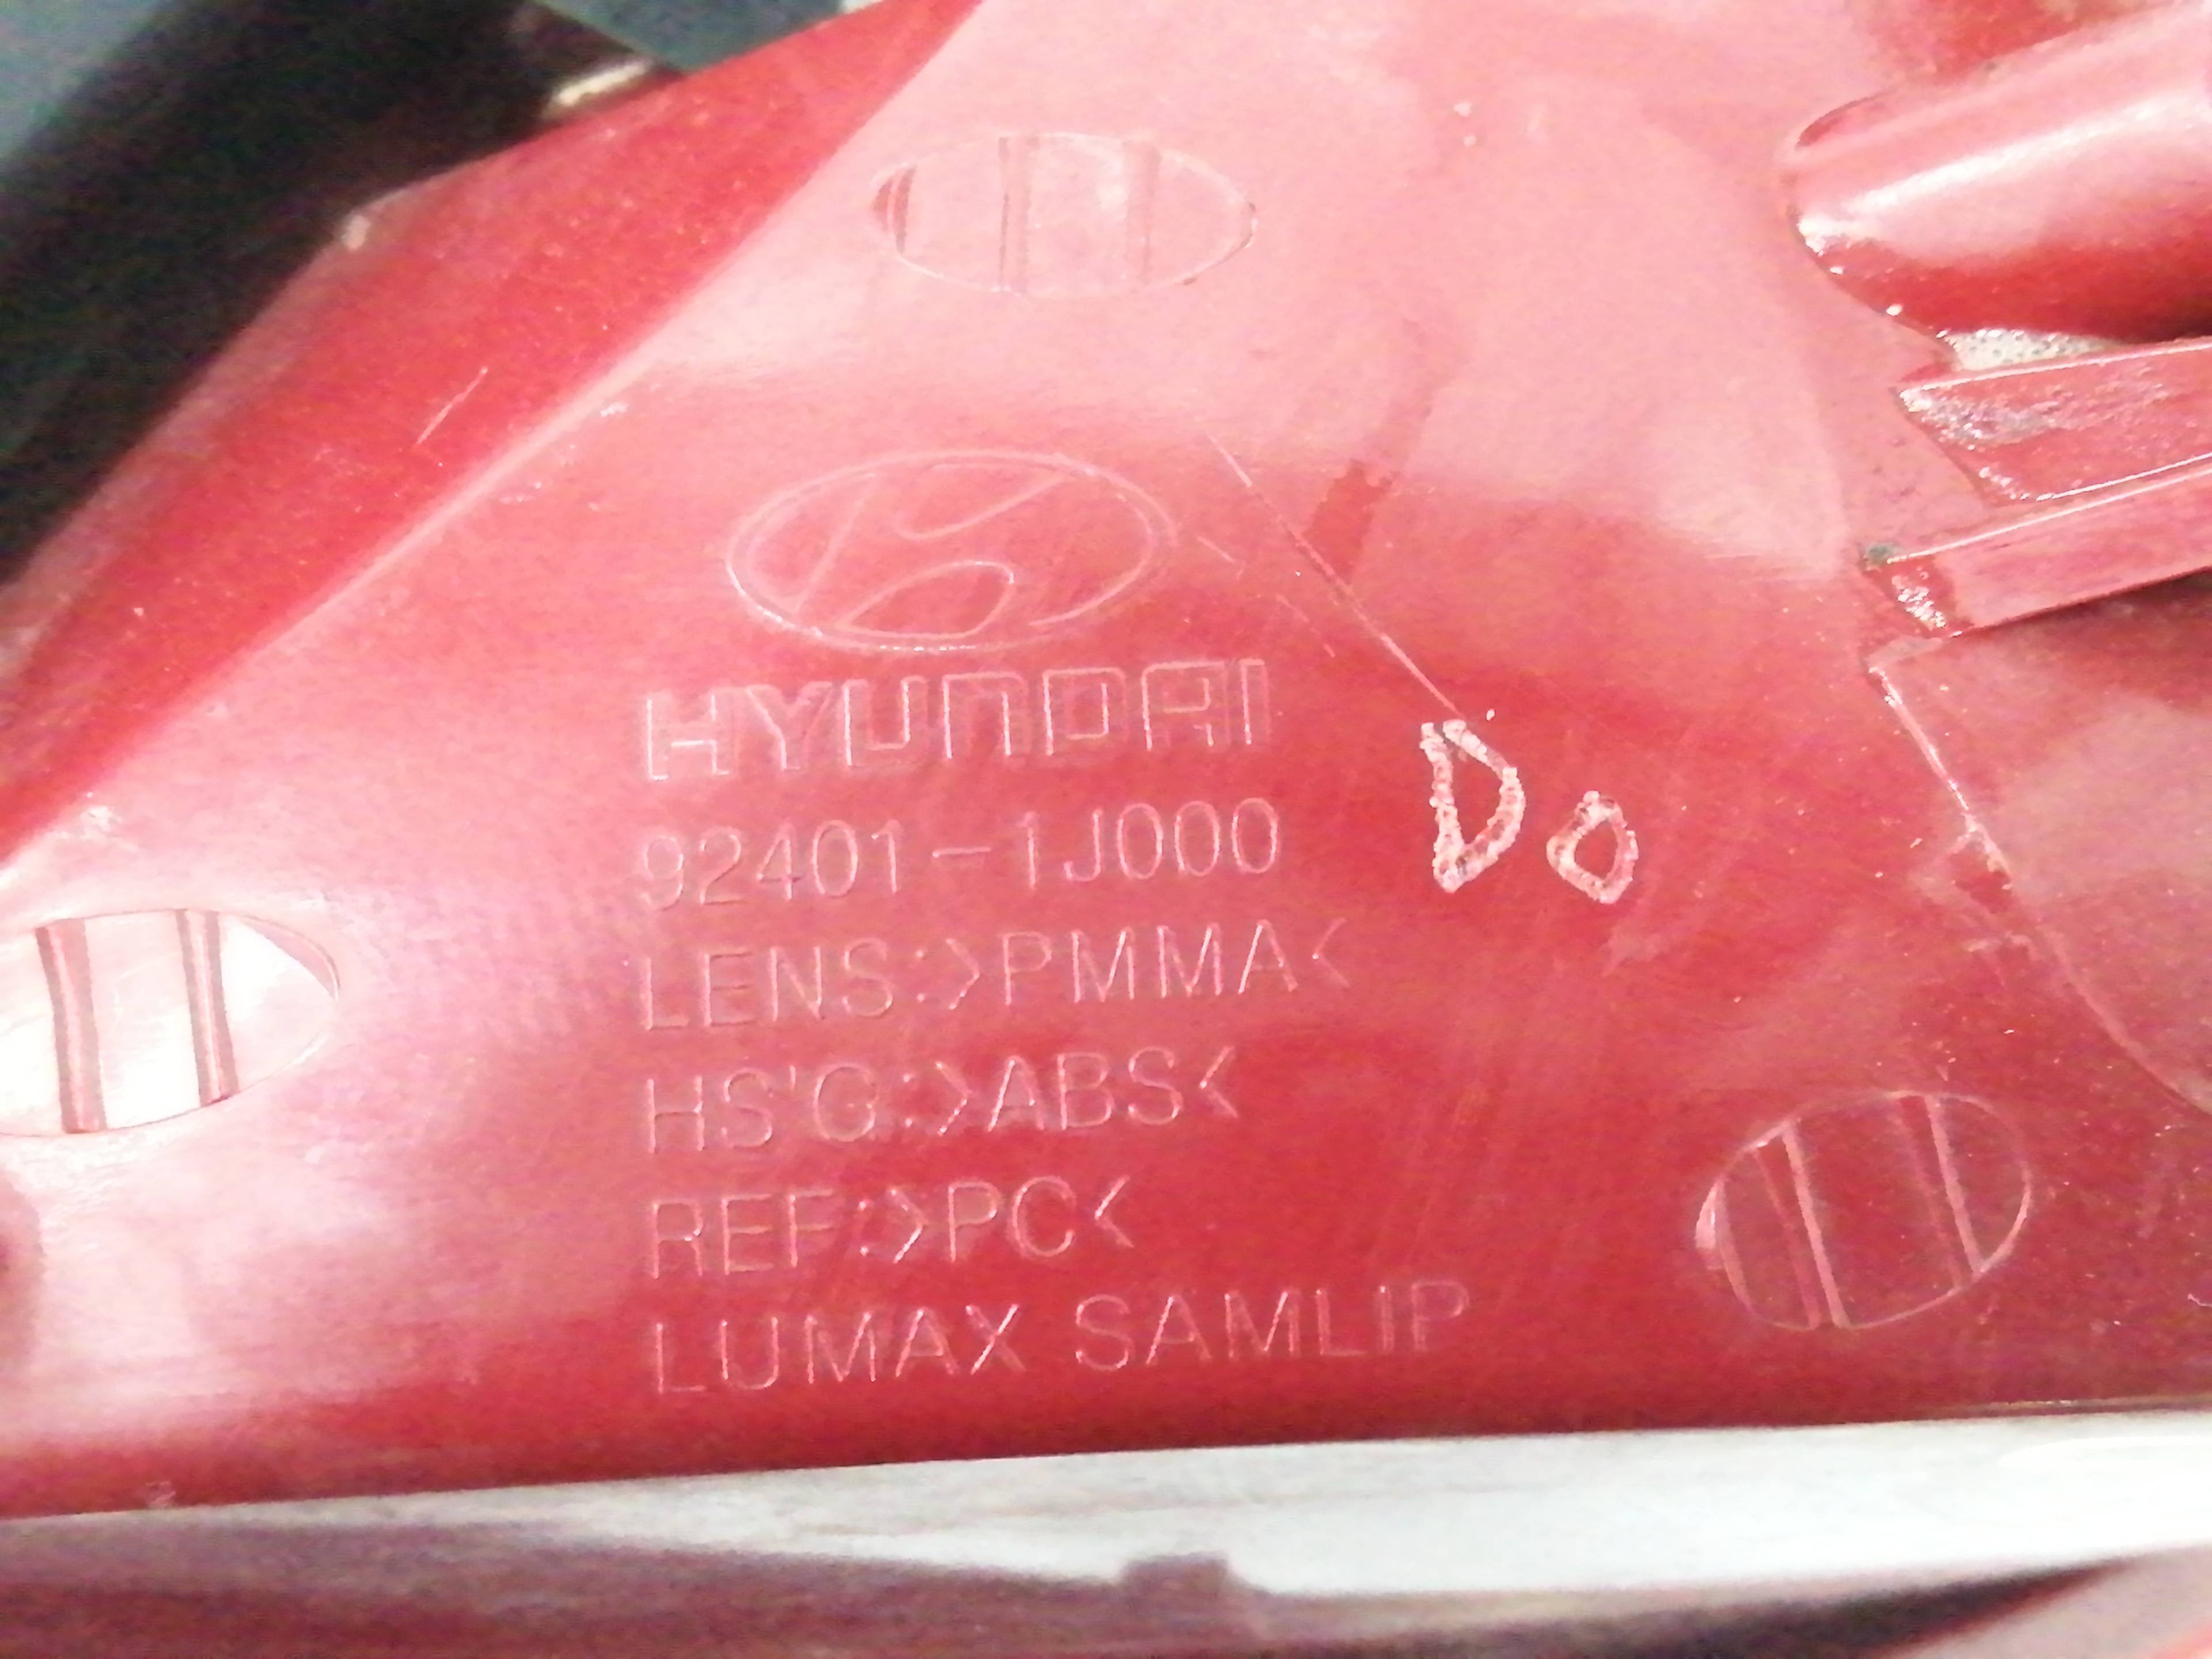 HYUNDAI
92401-1J000
Do
LENS:>PMMA<
HS'G:>ABS<
REF:>PC<
LUMAX SAMLIP